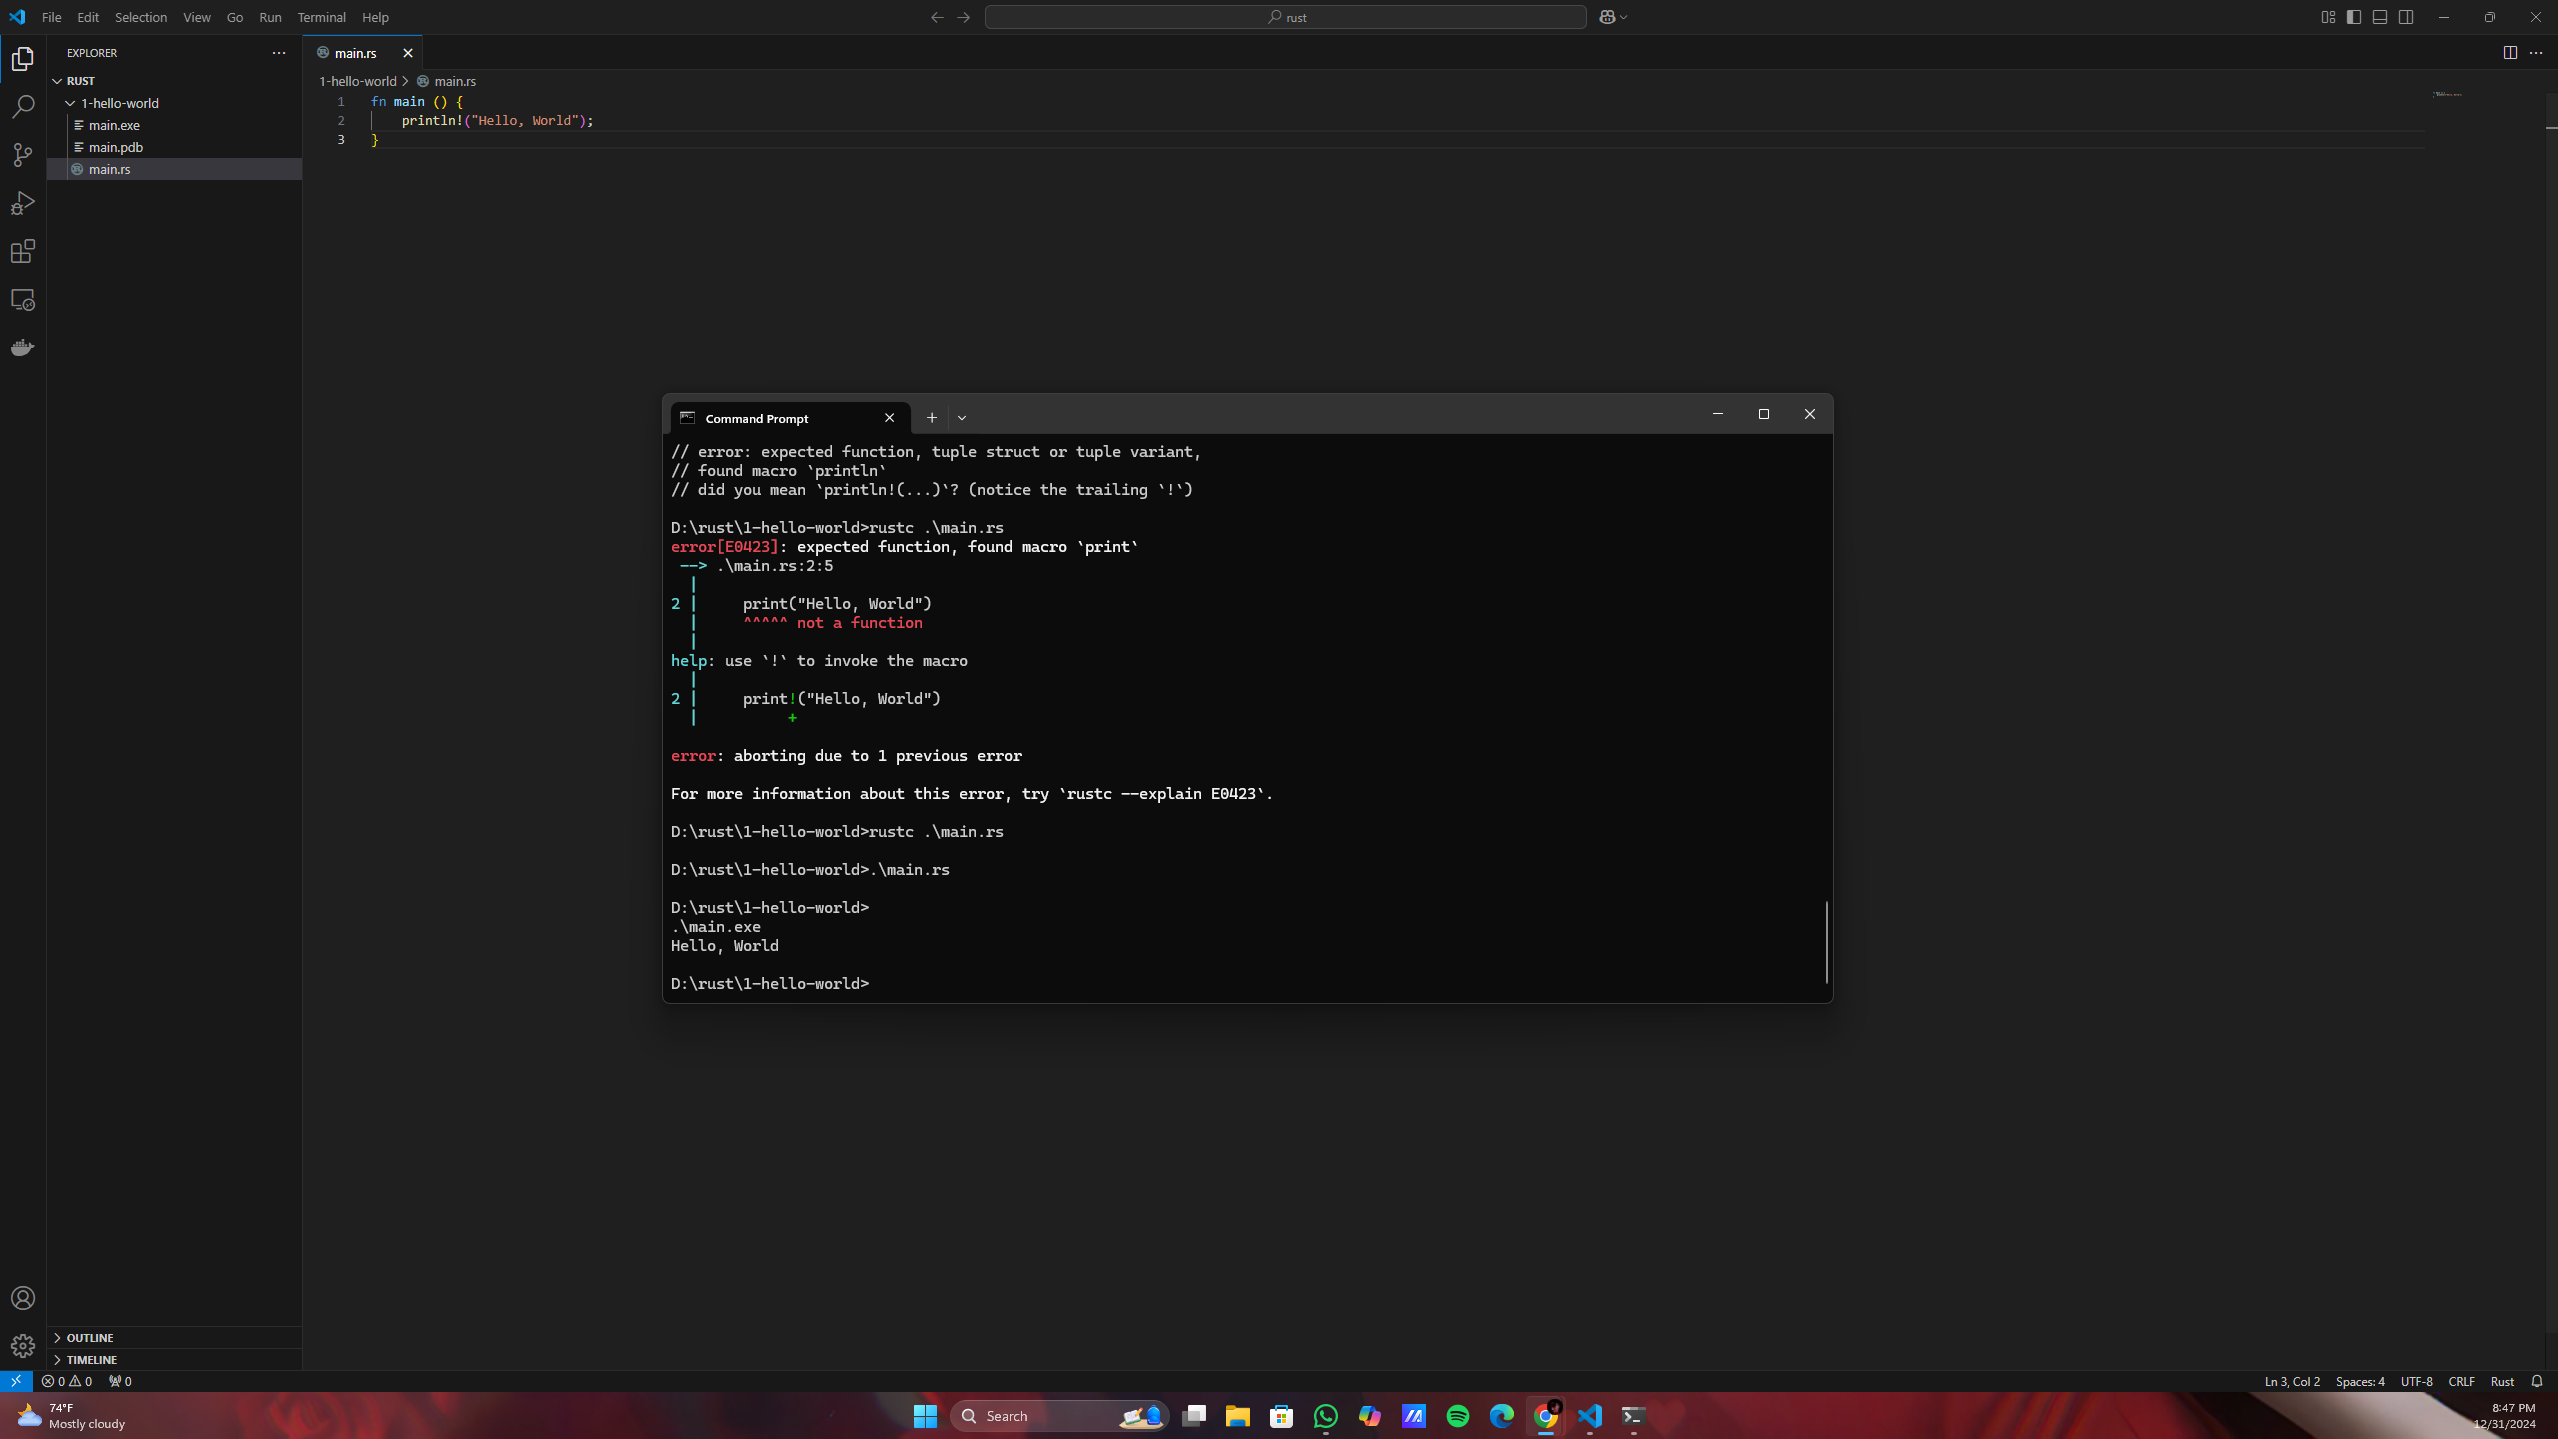 File Edit Selection View Go Run Terminal Help
rust
EXPLORER
RUST
1-hello-world
main.exe
main.pdb
main.rs
OUTLINE
TIMELINE
main.rs
1-hello-world > main.rs
1 fn main () {
2 println!("Hello, World");
3 }
Command Prompt
// error: expected function, tuple struct or tuple variant,
// found macro `println`
// did you mean `println!(...)`? (notice the trailing `!`)
D:\rust\1-hello-world>rustc .\main.rs
error[E0423]: expected function, found macro `print`
--> .\main.rs:2:5
|
2 | print("Hello, World")
| ^^^^^ not a function
|
help: use `!` to invoke the macro
|
2 | print!("Hello, World")
| +
error: aborting due to 1 previous error
For more information about this error, try `rustc --explain E0423`.
D:\rust\1-hello-world>rustc .\main.rs
D:\rust\1-hello-world>.\main.rs
D:\rust\1-hello-world>
.\main.exe
Hello, World
D:\rust\1-hello-world>
0 0 0
Ln 3, Col 2 Spaces: 4 UTF-8 CRLF Rust
74°F
Mostly cloudy
Search
8:47 PM
12/31/2024